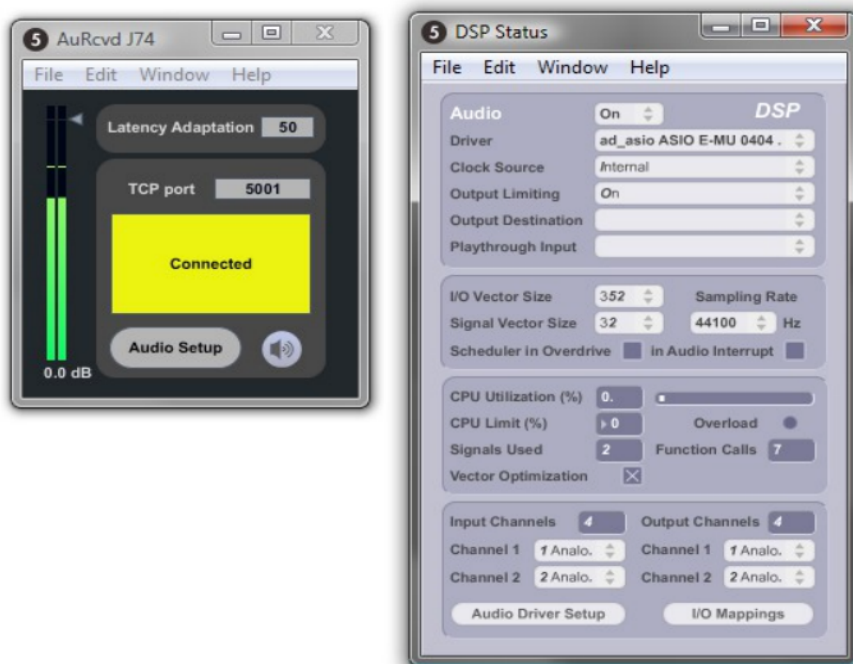 5 AuRcvd J74
File Edit Window Help
Latency Adaptation 50
TCP port 5001
Connected
Audio Setup
0.0 dB
5 DSP Status
File Edit Window Help
Audio On DSP
Driver ad_asio ASIO E-MU 0404 .
Clock Source Internal
Output Limiting On
Output Destination
Playthrough Input
I/O Vector Size 352 Sampling Rate
Signal Vector Size 32 44100 Hz
Scheduler in Overdrive in Audio Interrupt
CPU Utilization (%) 0.
CPU Limit (%) 0 Overload
Signals Used 2 Function Calls 7
Vector Optimization
Input Channels 4 Output Channels 4
Channel 1 1 Analo. Channel 1 1 Analo.
Channel 2 2 Analo. Channel 2 2 Analo.
Audio Driver Setup I/O Mappings